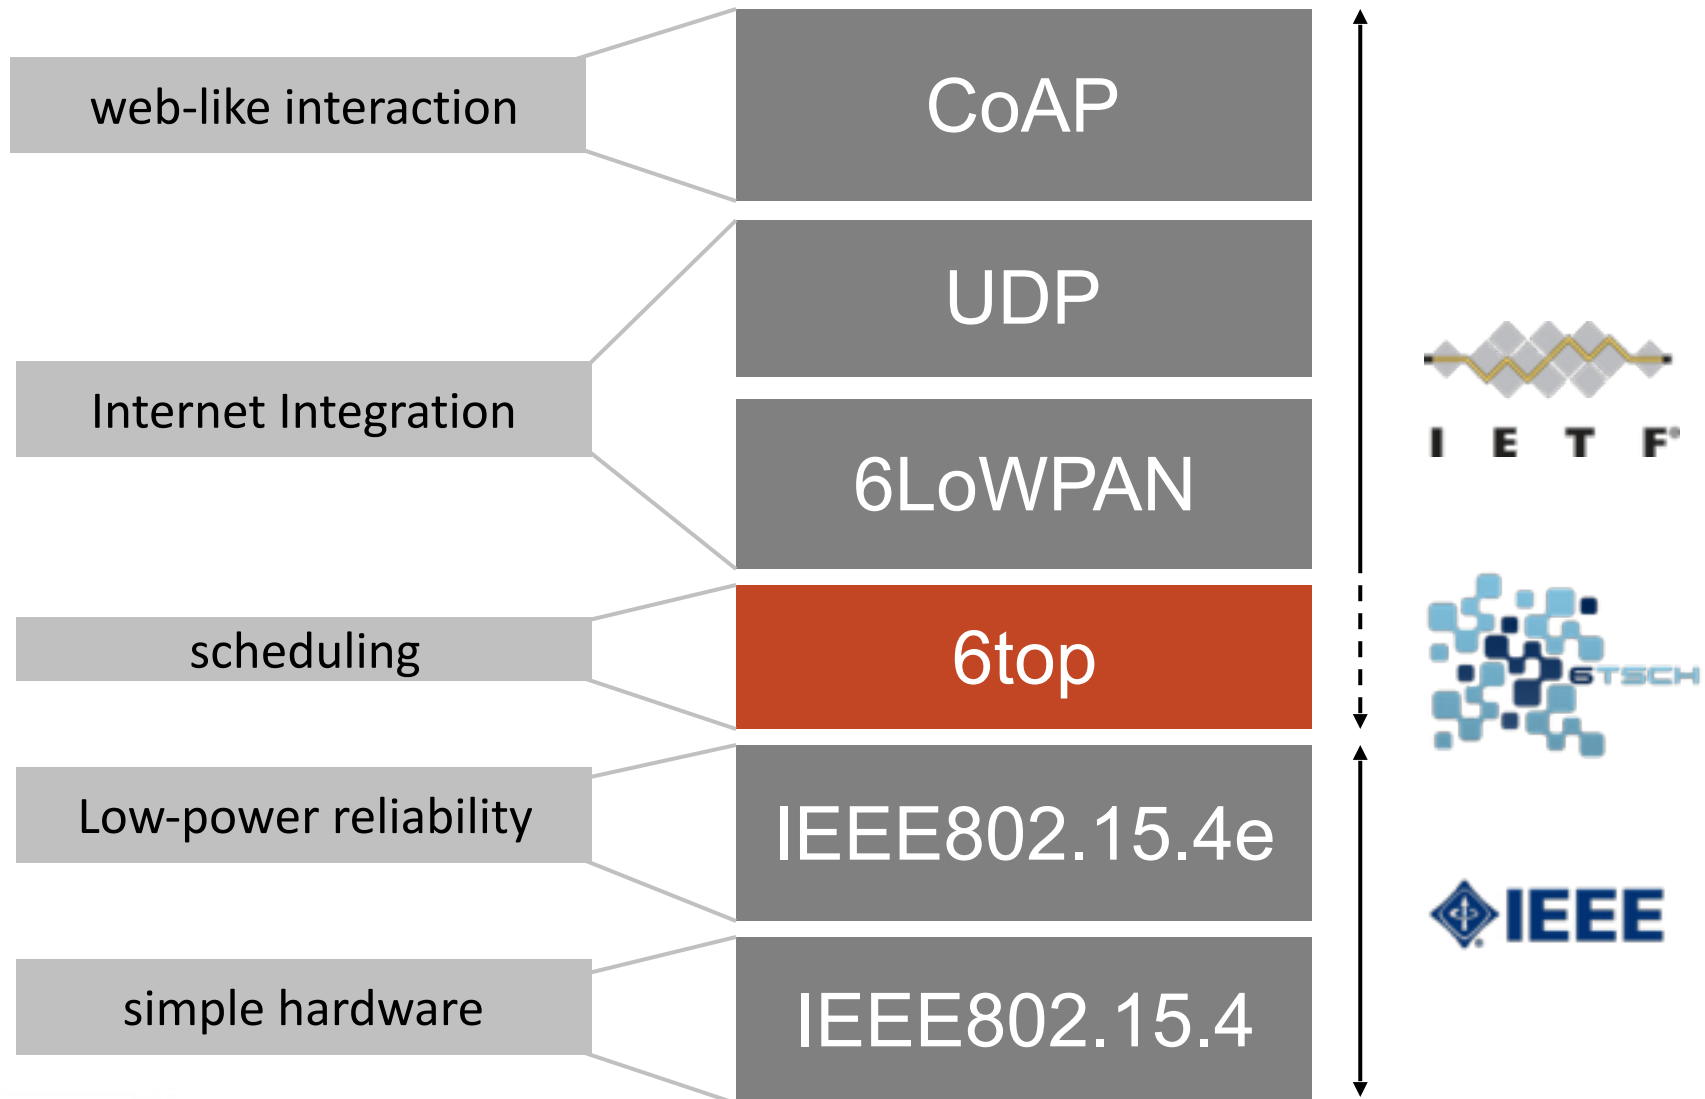 web-like interaction
CoAP
UDP
Internet Integration
6LoWPAN
I E T F
scheduling
6top
6TSCH
Low-power reliability
IEEE802.15.4e
IEEE
simple hardware
IEEE802.15.4